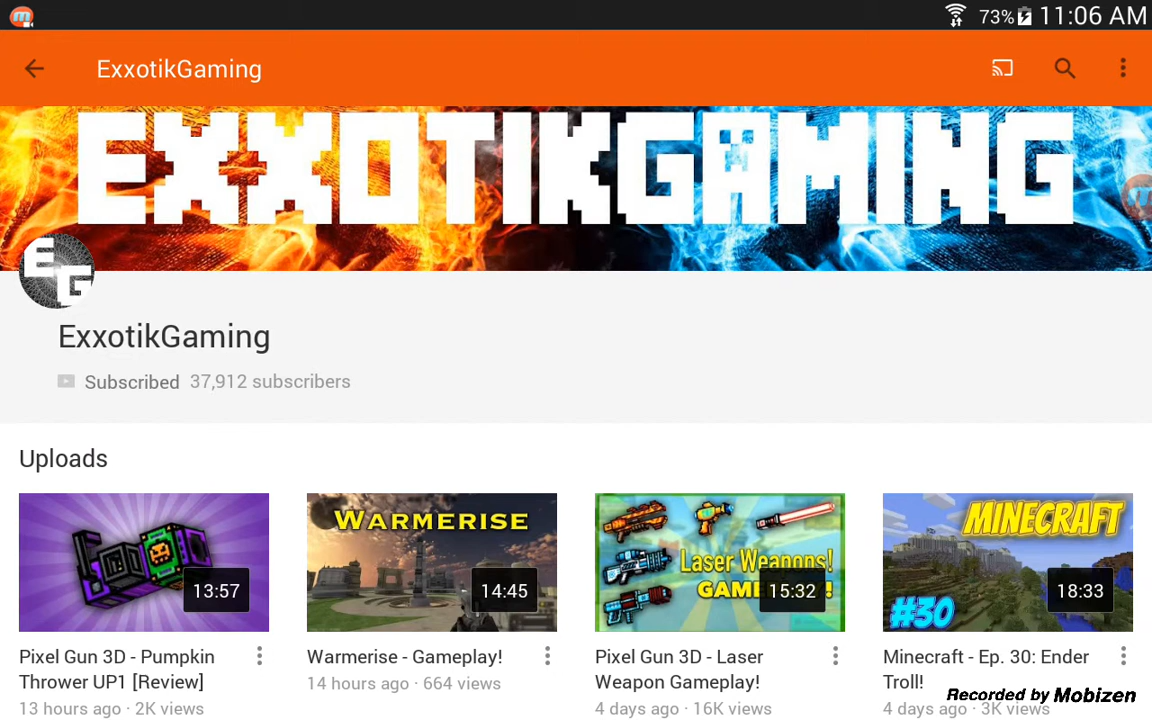 73% 11:06 AM
ExxotikGaming
EXXOTIKGAMING
EG
ExxotikGaming
Subscribed 37,912 subscribers
Uploads
WARMERISE
Laser Weapons!
MINECRAFT
#30
13:57
14:45
15:32
18:33
Pixel Gun 3D - Pumpkin
Thrower UP1 [Review]
13 hours ago · 2K views
Warmerise - Gameplay!
14 hours ago · 664 views
Pixel Gun 3D - Laser
Weapon Gameplay!
4 days ago · 16K views
Minecraft - Ep. 30: Ender
Troll!
4 days ago · 3K views
Recorded by Mobizen